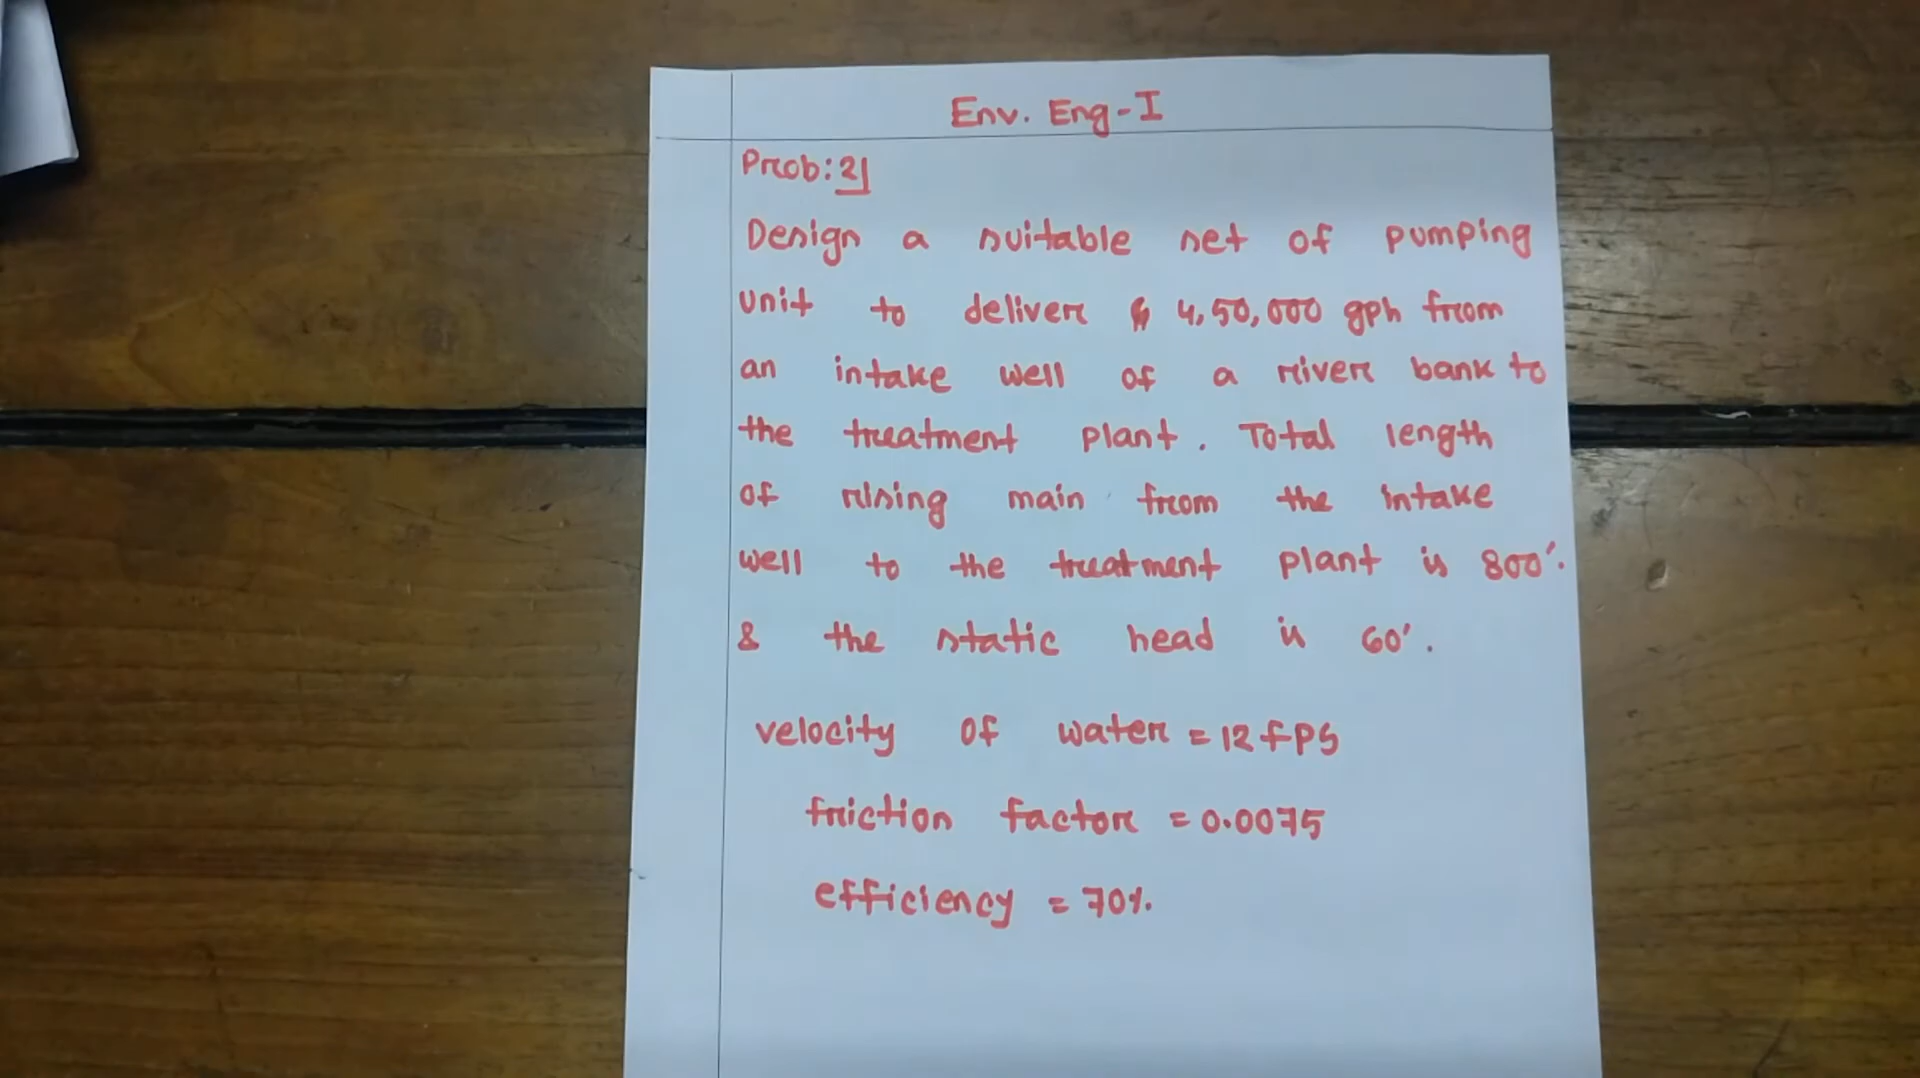 Env. Eng-I
Prob: 2
Design a suitable set of pumping
unit to deliver 4,50,000 gph from
an intake well of a river bank to
the treatment plant. Total length
of rising main from the intake
well to the treatment plant is 800'.
& the static head is 60'.
velocity of water = 12 fps
friction factor = 0.0075
efficiency = 70%.